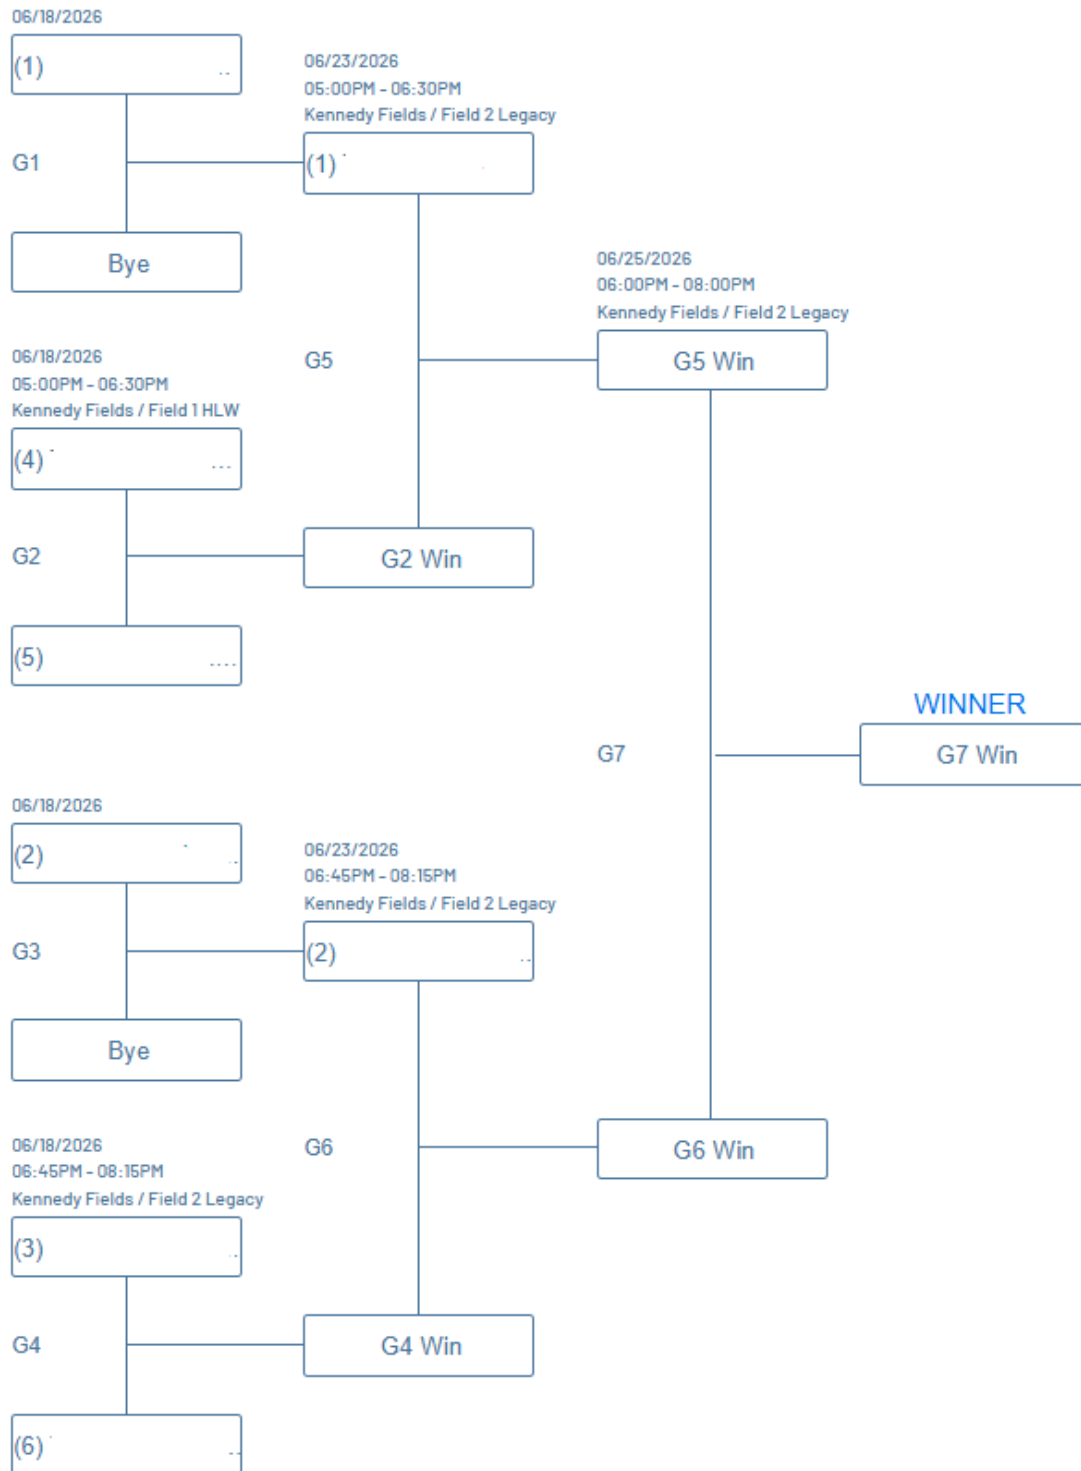 06/18/2026
(1)
G1
Bye
06/23/2026
05:00PM - 06:30PM
Kennedy Fields / Field 2 Legacy
(1)
06/18/2026
05:00PM - 06:30PM
Kennedy Fields / Field 1 HLW
(4)
G2
(5)
G5
G2 Win
06/25/2026
06:00PM - 08:00PM
Kennedy Fields / Field 2 Legacy
G5 Win
G7
WINNER
G7 Win
06/18/2026
(2)
G3
Bye
06/23/2026
06:45PM - 08:15PM
Kennedy Fields / Field 2 Legacy
(2)
06/18/2026
06:45PM - 08:15PM
Kennedy Fields / Field 2 Legacy
(3)
G4
(6)
G6
G4 Win
G6 Win